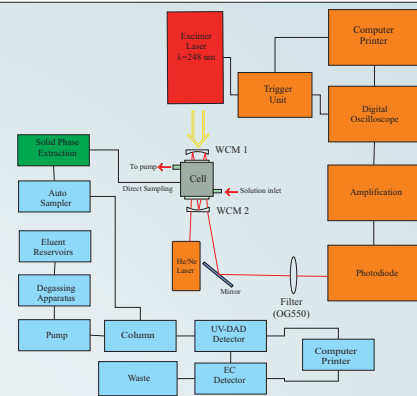 Excimer
Laser
λ=248 nm
Computer
Printer
Trigger
Unit
Digital
Oscilloscope
Solid Phase
Extraction
WCM 1
To pump
Cell
Direct Sampling
Solution inlet
Auto
Sampler
WCM 2
Amplification
Eluent
Reservoirs
He/Ne
Laser
Mirror
Photodiode
Degassing
Apparatus
Filter
(OG550)
Pump
Column
UV-DAD
Detector
Computer
Printer
Waste
EC
Detector